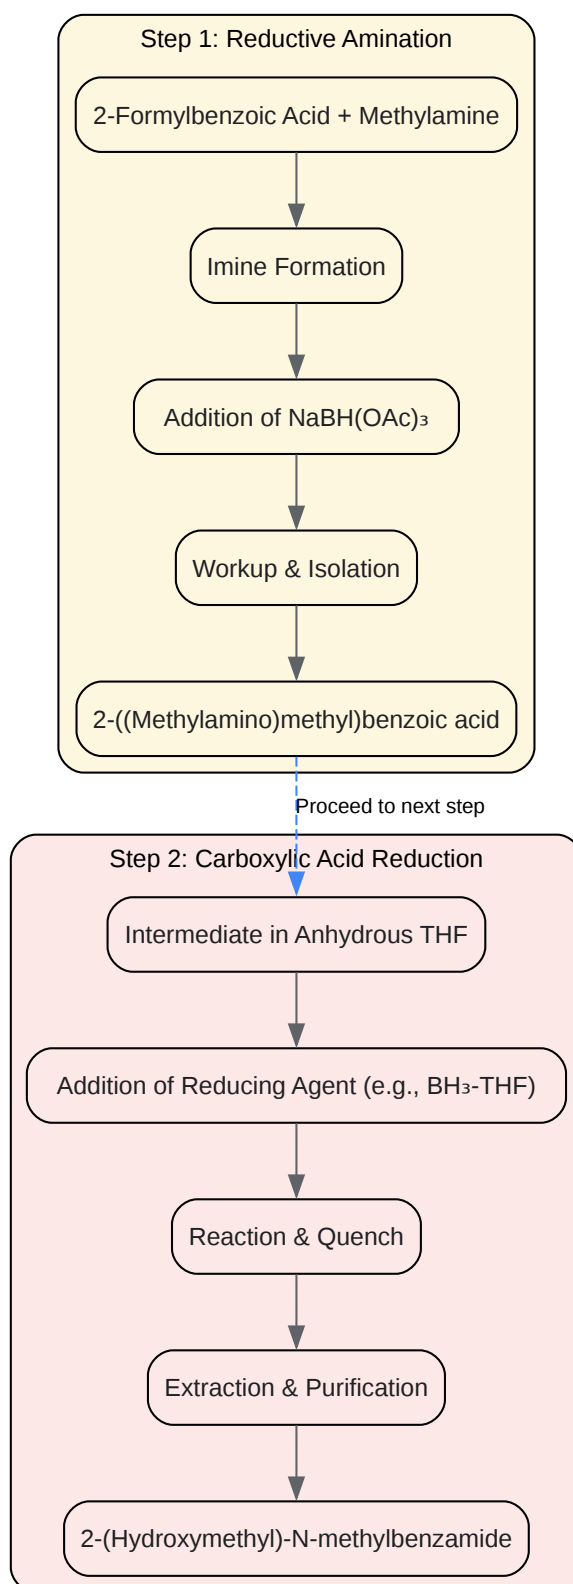 Step 1: Reductive Amination
2-Formylbenzoic Acid + Methylamine
Imine Formation
Addition of NaBH(OAc)₃
Workup & Isolation
2-((Methylamino)methyl)benzoic acid
Proceed to next step
Step 2: Carboxylic Acid Reduction
Intermediate in Anhydrous THF
Addition of Reducing Agent (e.g., BH₃-THF)
Reaction & Quench
Extraction & Purification
2-(Hydroxymethyl)-N-methylbenzamide